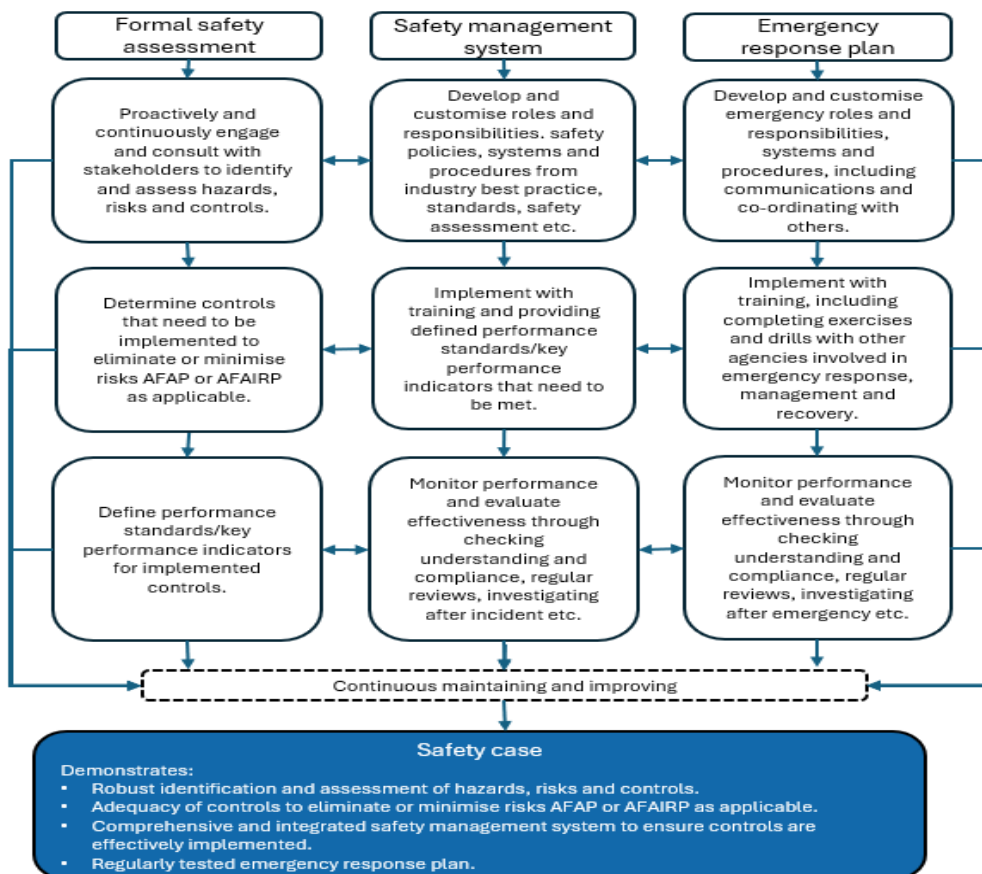 Formal safety
assessment
Safety management
system
Emergency
response plan
Proactively and
continuously engage
and consult with
stakeholders to identify
and assess hazards,
risks and controls.
Develop and
customise roles and
responsibilities. safety
policies, systems and
procedures from
industry best practice,
standards, safety
assessment etc.
Develop and customise
emergency roles and
responsibilities,
systems and
procedures, including
communications and
co-ordinating with
others.
Determine controls
that need to be
implemented to
eliminate or minimise
risks AFAP or AFAIRP
as applicable.
Implement with
training and providing
defined performance
standards/key
performance
indicators that need to
be met.
Implement with
training, including
completing exercises
and drills with other
agencies involved in
emergency response,
management and
recovery.
Define performance
standards/key
performance indicators
for implemented
controls.
Monitor performance
and evaluate
effectiveness through
checking
understanding and
compliance, regular
reviews, investigating
after incident etc.
Monitor performance
and evaluate
effectiveness through
checking
understanding and
compliance, regular
reviews, investigating
after emergency etc.
Continuous maintaining and improving
Safety case
Demonstrates:
▪ Robust identification and assessment of hazards, risks and controls.
▪ Adequacy of controls to eliminate or minimise risks AFAP or AFAIRP as applicable.
▪ Comprehensive and integrated safety management system to ensure controls are
effectively implemented.
▪ Regularly tested emergency response plan.